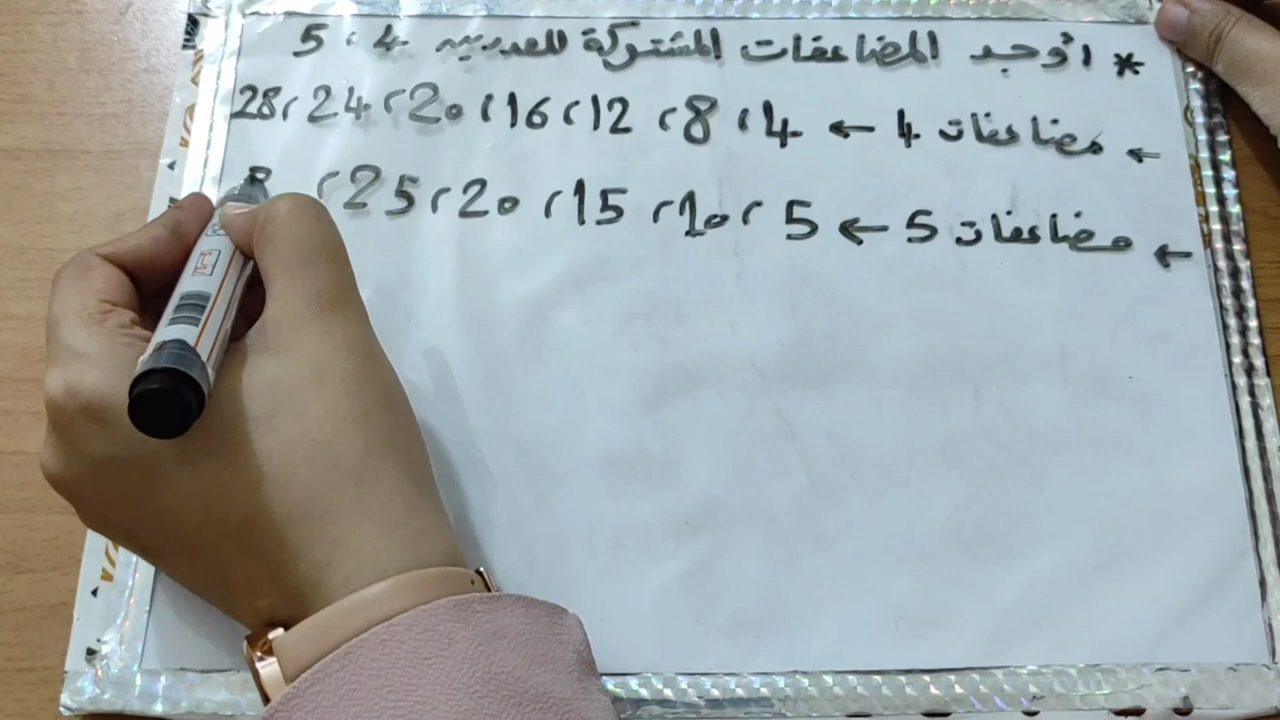 * أوجد المضاعفات المشتركة للعددين 4 ، 5
← مضاعفات 4 ← 4 ، 8 ، 12 ، 16 ، 20 ، 24 ، 28
← مضاعفات 5 ← 5 ، 10 ، 15 ، 20 ، 25 ،